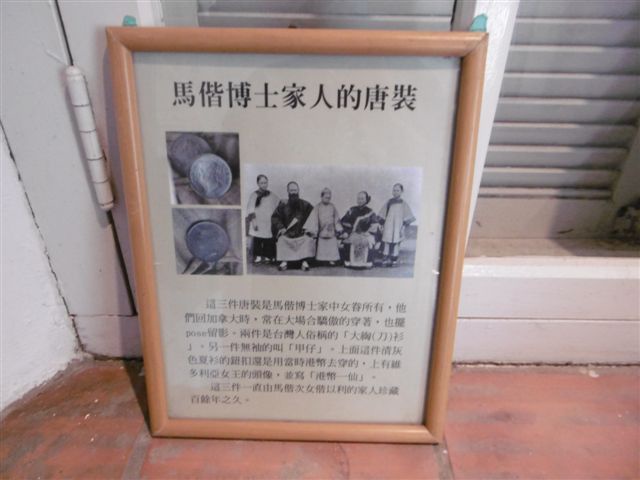 馬偕博士家人的唐裝
這三件唐裝是馬偕博士家中女眷所有，他
們回加拿大時，常在大場合驕傲的穿著，也擺
pose留影。兩件是台灣人俗稱的「大裪(刀)衫
」，另一件無袖的叫「甲仔」。上面這件清灰
色夏衫的鈕扣還是用當時港幣去穿的，上有維
多利亞女王的頭像，並寫「港幣一仙」。
這三件一直由馬偕次女偕以利的家人珍藏
百餘年之久。